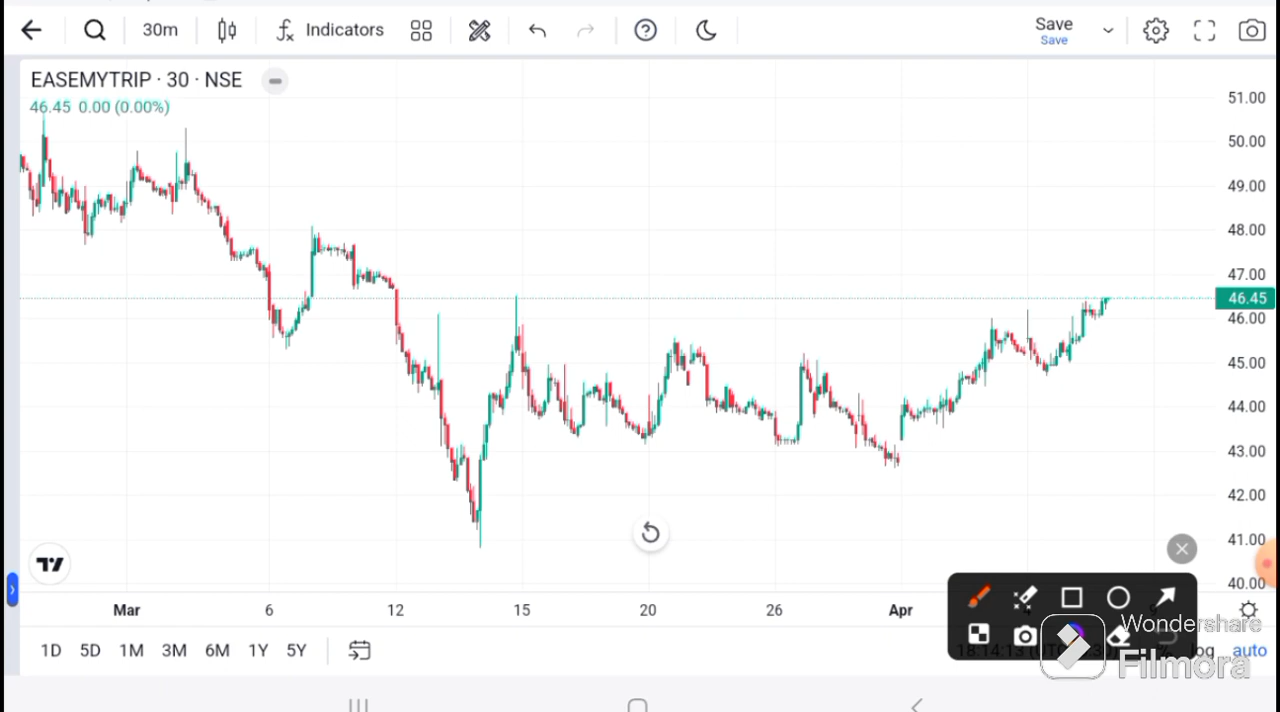 30m Indicators Save
Save
EASEMYTRIP · 30 · NSE
46.45 0.00 (0.00%)
51.00
50.00
49.00
48.00
47.00
46.45
46.00
45.00
44.00
43.00
42.00
41.00
40.00
Mar 6 12 15 20 26 Apr
1D 5D 1M 3M 6M 1Y 5Y log auto
Wondershare
Filmora